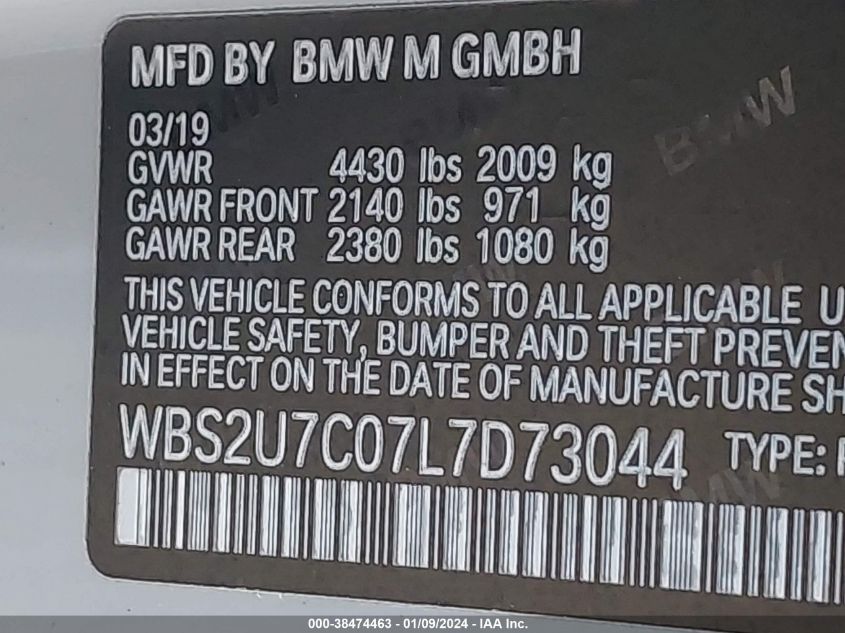 MFD BY BMW M GMBH
03/19
GVWR 4430 lbs 2009 kg
GAWR FRONT 2140 lbs 971 kg
GAWR REAR 2380 lbs 1080 kg
THIS VEHICLE CONFORMS TO ALL APPLICABLE U
VEHICLE SAFETY, BUMPER AND THEFT PREVEN
IN EFFECT ON THE DATE OF MANUFACTURE SH
WBS2U7C07L7D73044 TYPE:
000-38474463 - 01/09/2024 - IAA Inc.